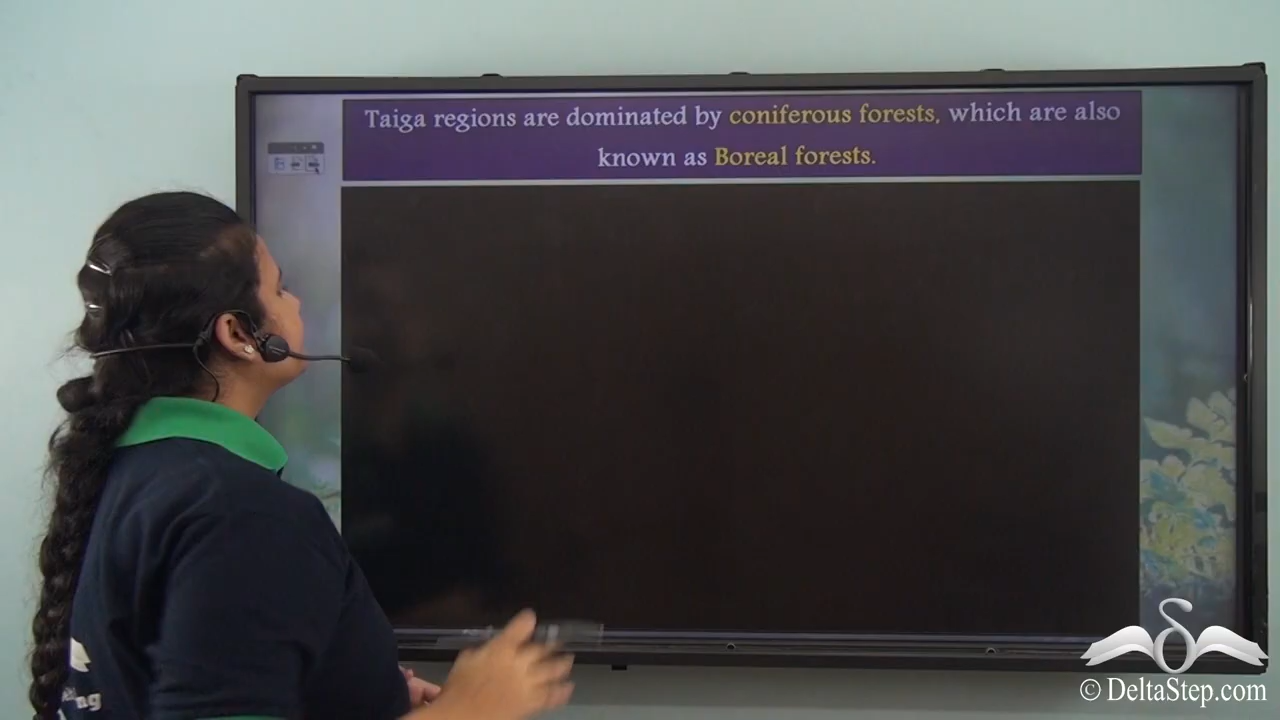 Taiga regions are dominated by coniferous forests, which are also
known as Boreal forests.
© DeltaStep.com